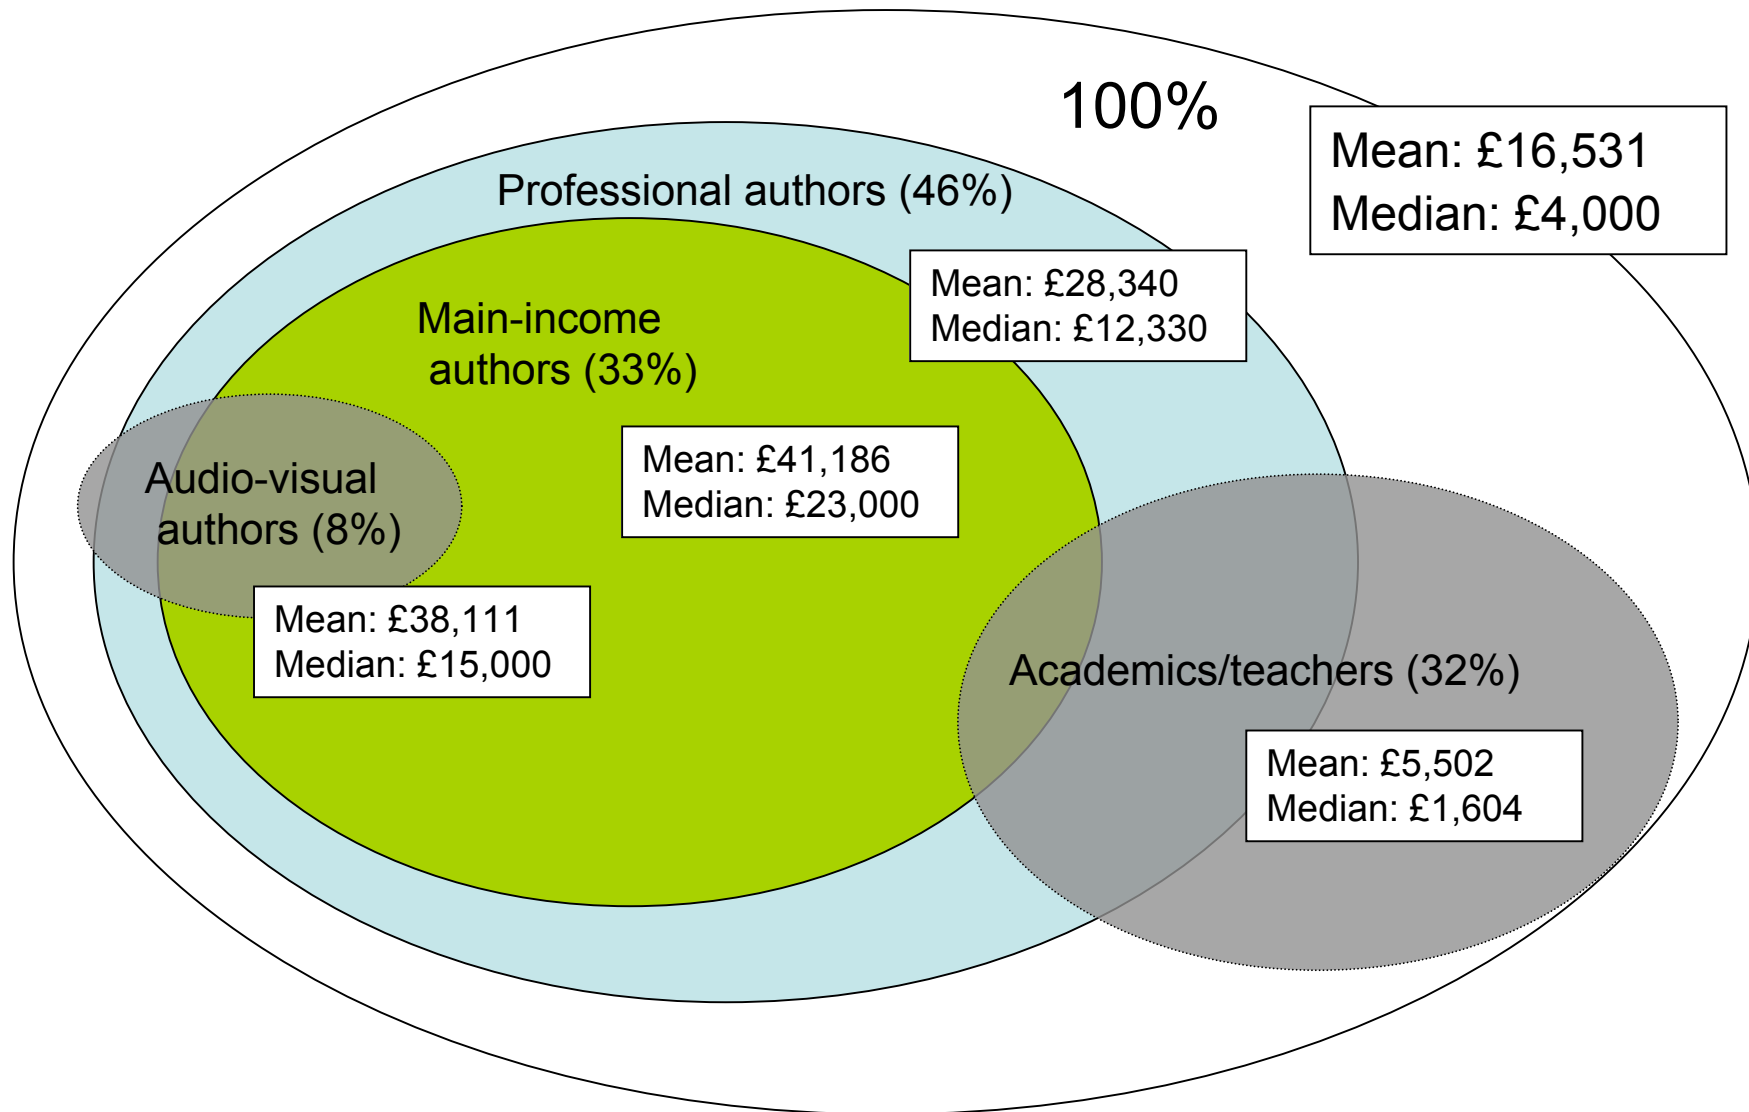 100%
Mean: £16,531
Median: £4,000
Professional authors (46%)
Mean: £28,340
Median: £12,330
Main-income
authors (33%)
Mean: £41,186
Median: £23,000
Audio-visual
authors (8%)
Mean: £38,111
Median: £15,000
Academics/teachers (32%)
Mean: £5,502
Median: £1,604